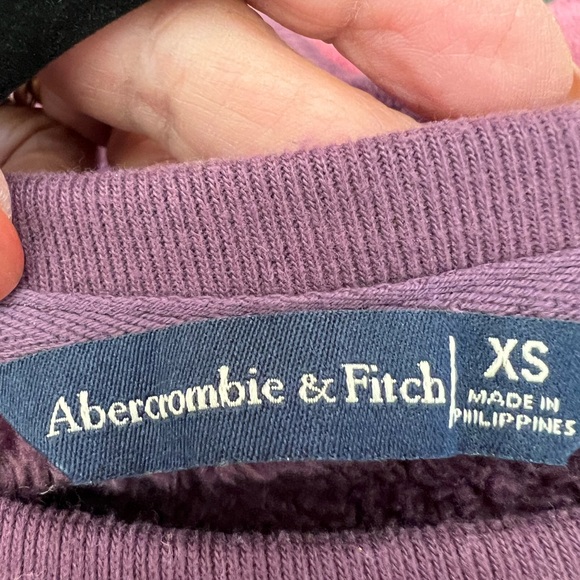 Abercrombie & Fitch
XS
MADE IN
PHILIPPINES